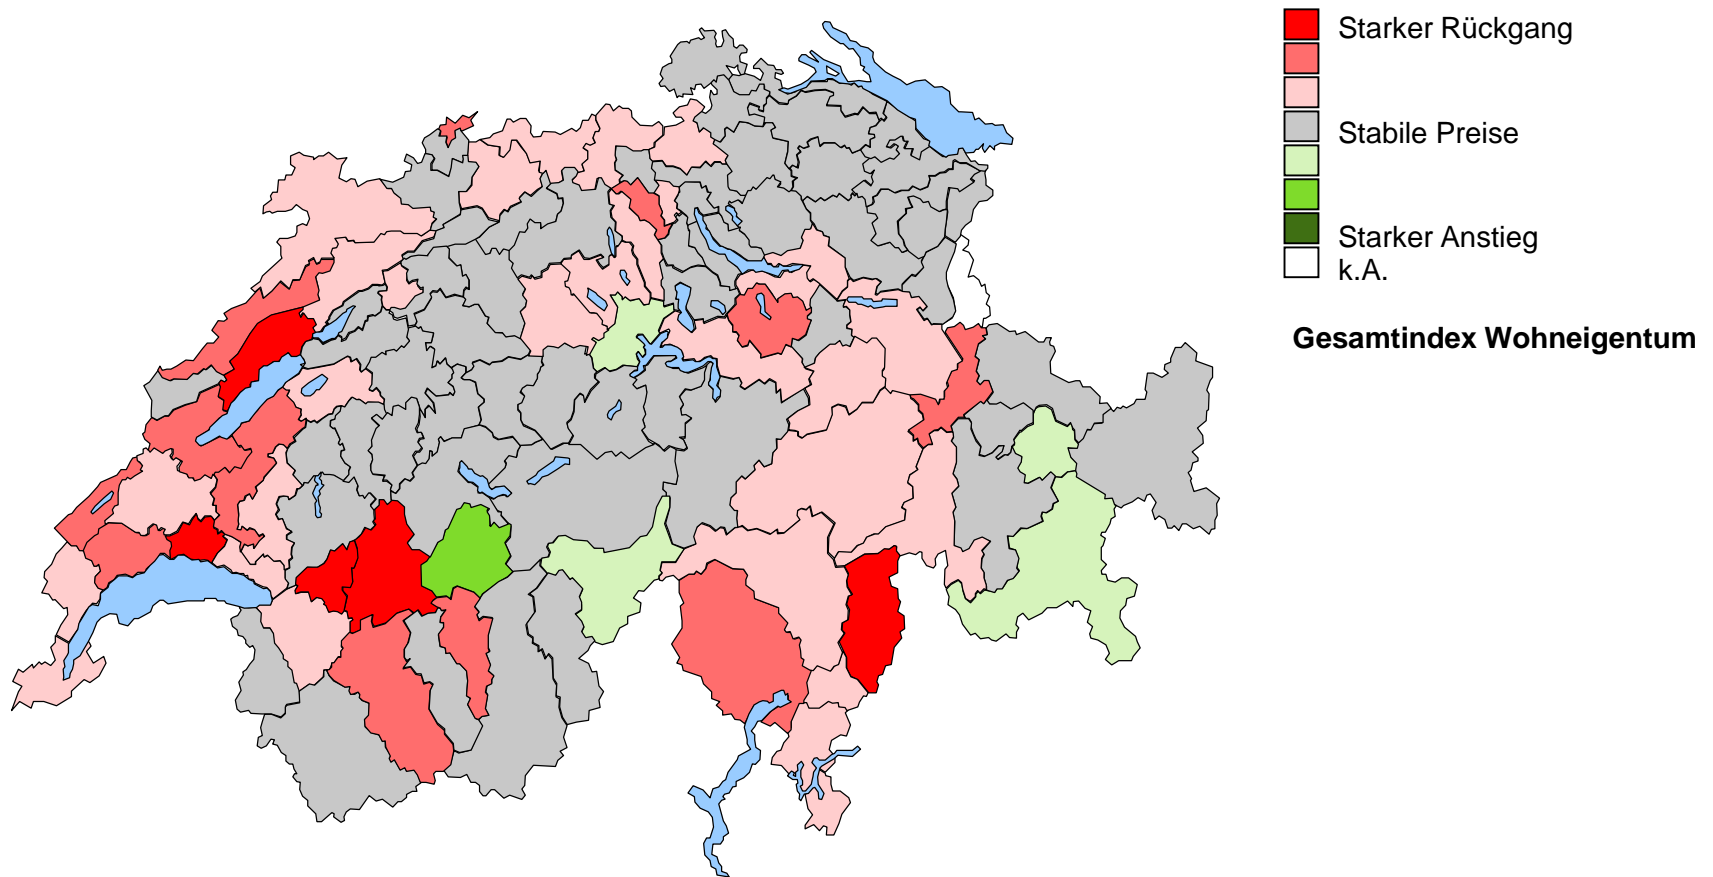 Starker Rückgang
Stabile Preise
Starker Anstieg
k.A.
Gesamtindex Wohneigentum